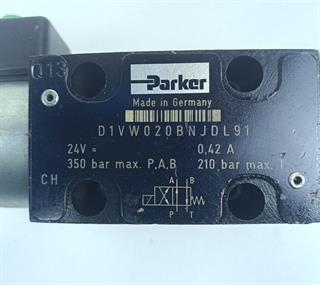 Q13
Parker
Made in Germany
D1VW020BNJDL91
24V = 0,42 A
350 bar max. P,A,B 210 bar max. T
CH
A B
P T